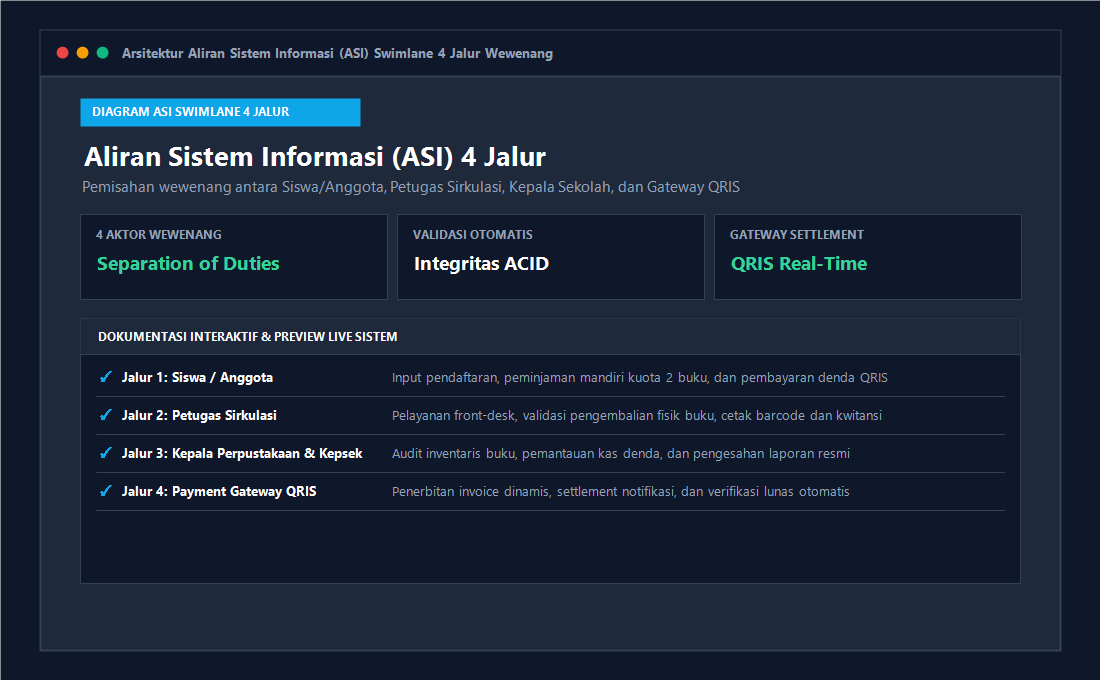 Arsitektur Aliran Sistem Informasi (ASI) Swimlane 4 Jalur Wewenang
DIAGRAM ASI SWIMLANE 4 JALUR
Aliran Sistem Informasi (ASI) 4 Jalur
Pemisahan wewenang antara Siswa/Anggota, Petugas Sirkulasi, Kepala Sekolah, dan Gateway QRIS
4 AKTOR WEWENANG
Separation of Duties
VALIDASI OTOMATIS
Integritas ACID
GATEWAY SETTLEMENT
QRIS Real-Time
DOKUMENTASI INTERAKTIF & PREVIEW LIVE SISTEM
✓ Jalur 1: Siswa / Anggota Input pendaftaran, peminjaman mandiri kuota 2 buku, dan pembayaran denda QRIS
✓ Jalur 2: Petugas Sirkulasi Pelayanan front-desk, validasi pengembalian fisik buku, cetak barcode dan kwitansi
✓ Jalur 3: Kepala Perpustakaan & Kepsek Audit inventaris buku, pemantauan kas denda, dan pengesahan laporan resmi
✓ Jalur 4: Payment Gateway QRIS Penerbitan invoice dinamis, settlement notifikasi, dan verifikasi lunas otomatis